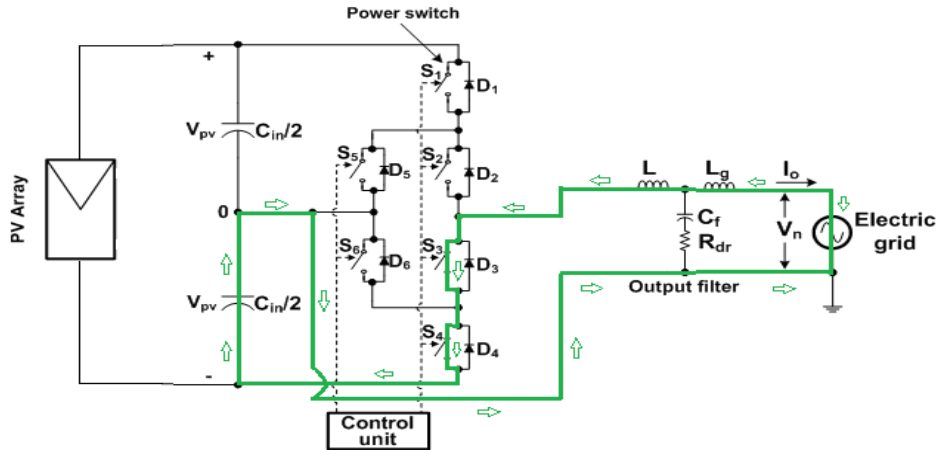 Power switch
+
S1
D1
Vpv
Cin/2
S5
D5
S2
D2
PV Array
0
S6
D6
S3
D3
Vpv
Cin/2
S4
D4
-
Control
unit
L
Lg
Io
Cf
Rdr
Vn
Electric
grid
Output filter